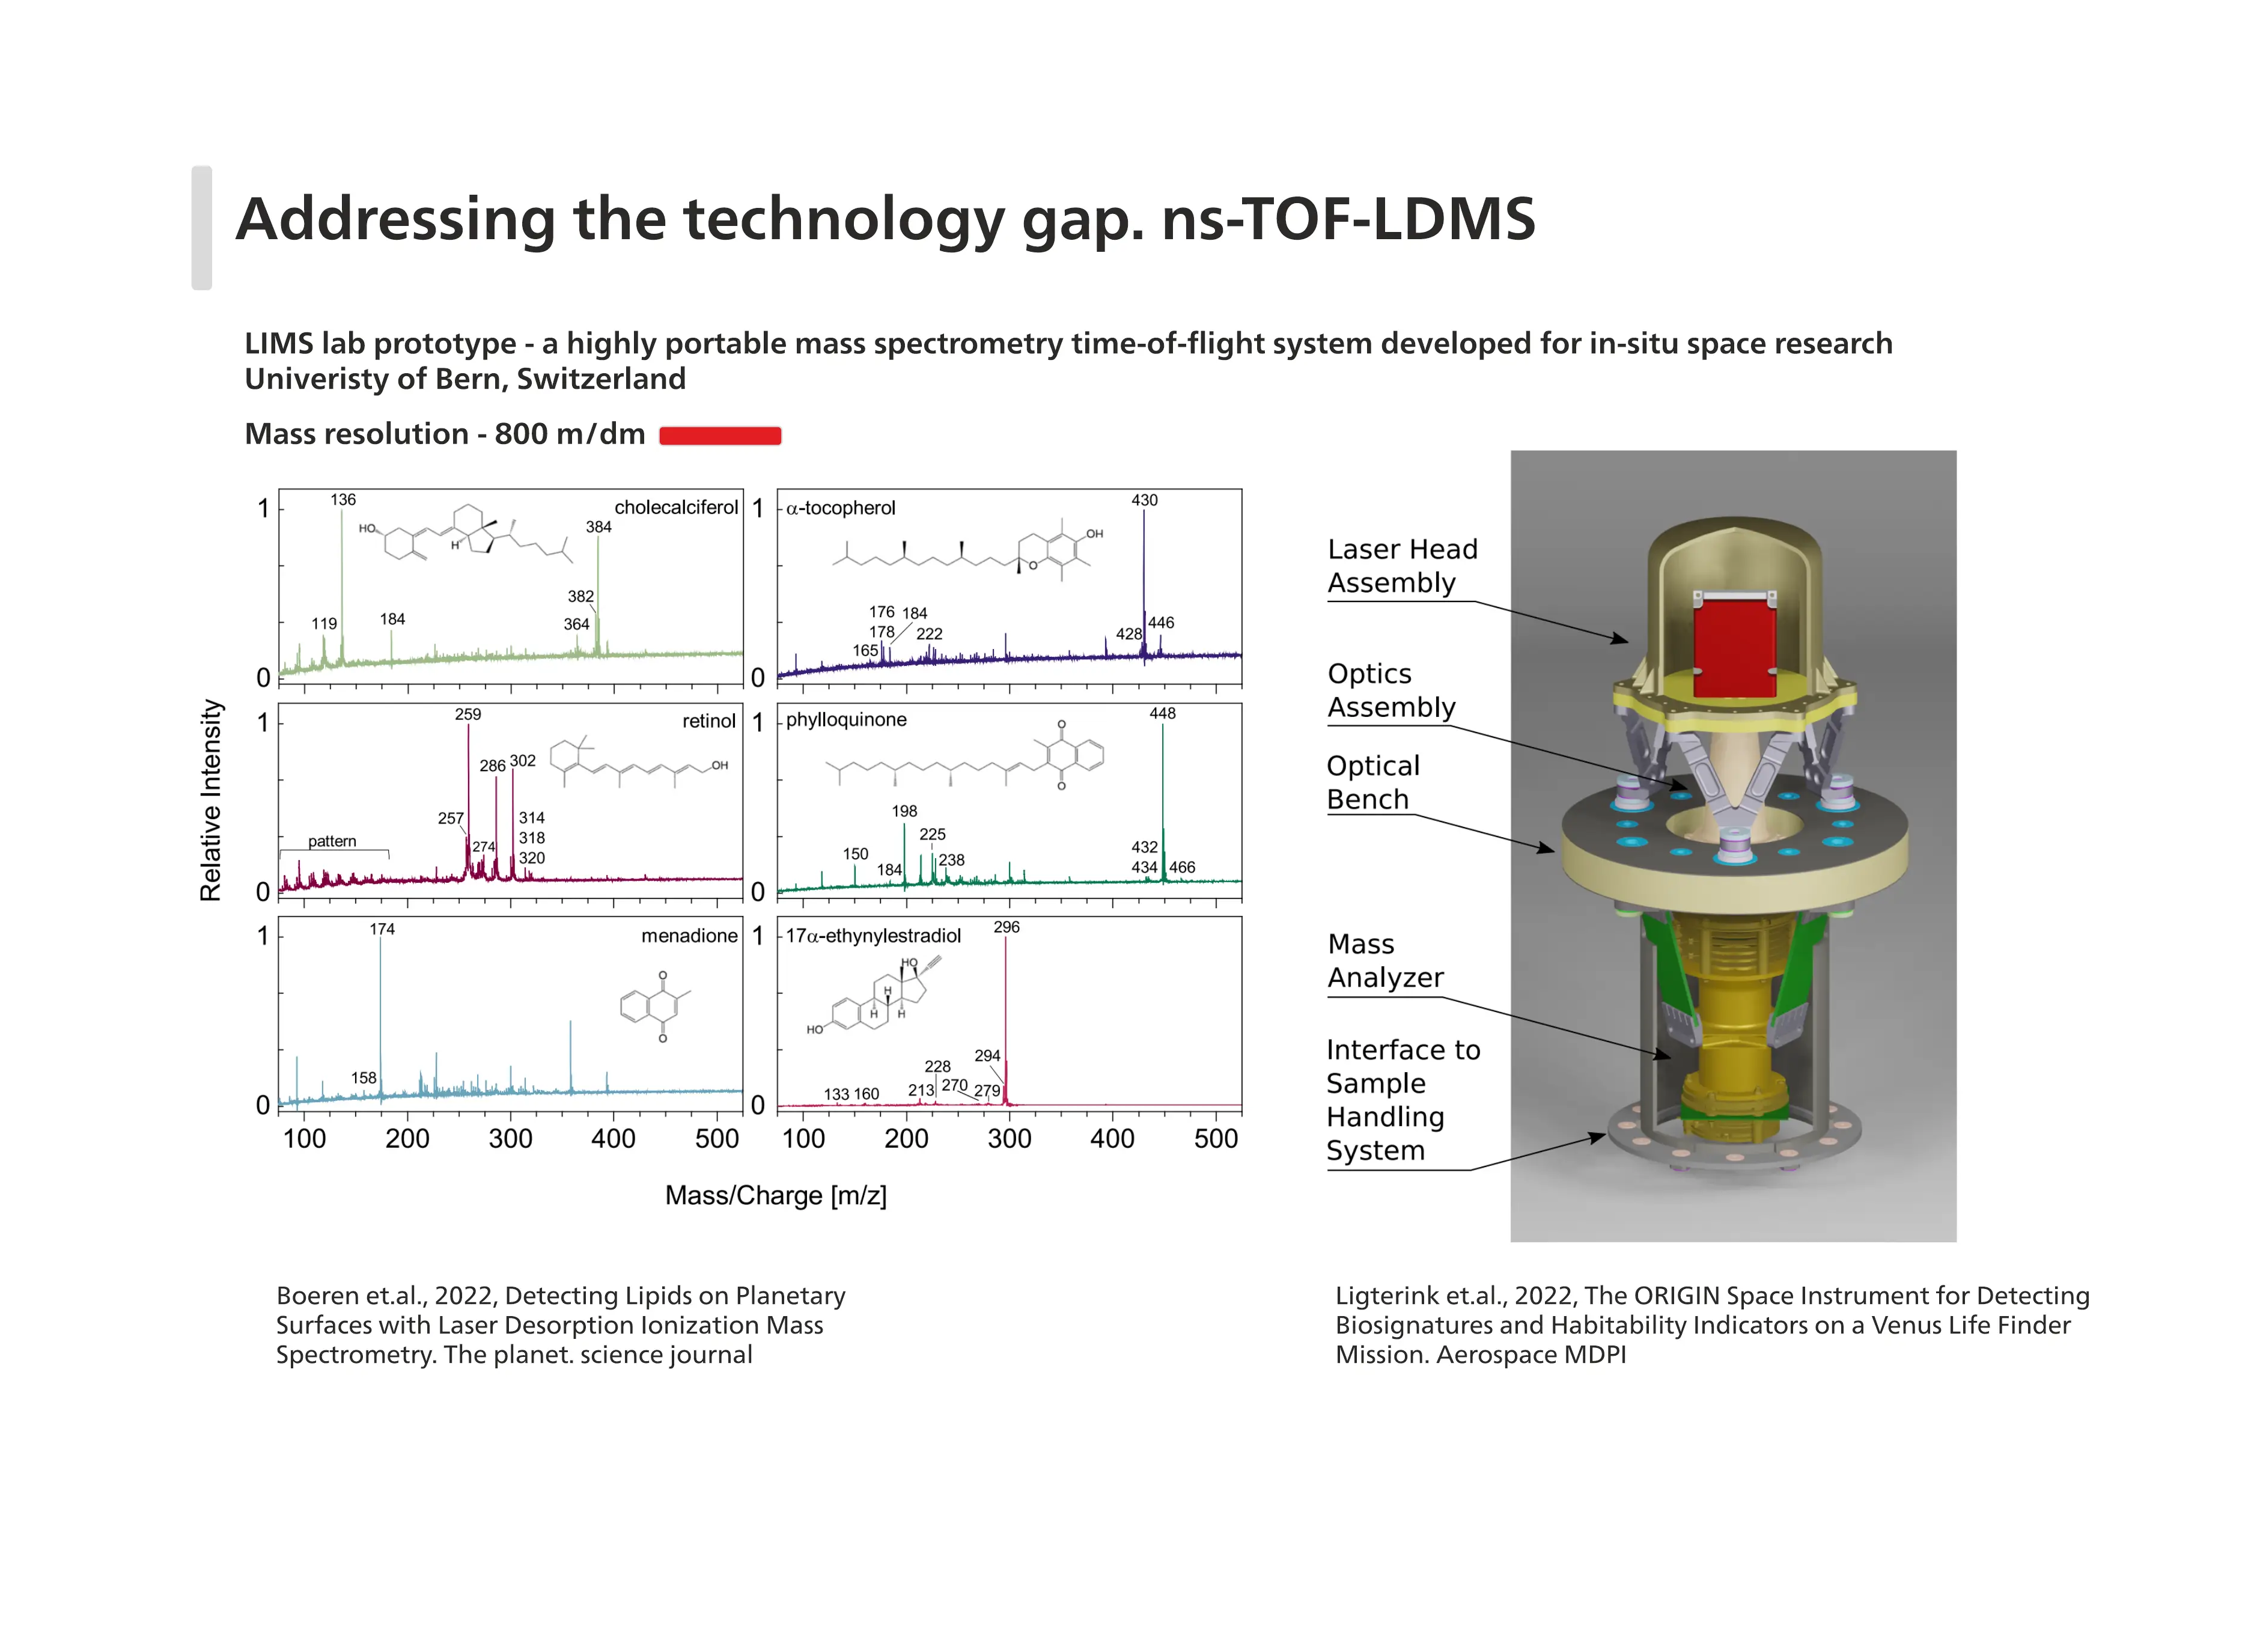 Addressing the technology gap. ns-TOF-LDMS
LIMS lab prototype - a highly portable mass spectrometry time-of-flight system developed for in-situ space research
Univeristy of Bern, Switzerland
Mass resolution - 800 m/dm
Relative Intensity
1
0
136
cholecalciferol
384
HO
H
382
364
119
184
1
0
α-tocopherol
430
OH
O
176 184
178
222
165
428
446
1
0
259
retinol
286 302
OH
257
274
314
318
320
pattern
1
0
phylloquinone
448
O
O
198
225
150
184
238
432
434 466
1
0
174
menadione
O
O
158
1
0
17α-ethynylestradiol
296
HO
H
H
H
HO
294
228
133 160
213
270
279
100 200 300 400 500
100 200 300 400 500
Mass/Charge [m/z]
Laser Head
Assembly
Optics
Assembly
Optical
Bench
Mass
Analyzer
Interface to
Sample
Handling
System
Boeren et.al., 2022, Detecting Lipids on Planetary
Surfaces with Laser Desorption Ionization Mass
Spectrometry. The planet. science journal
Ligterink et.al., 2022, The ORIGIN Space Instrument for Detecting
Biosignatures and Habitability Indicators on a Venus Life Finder
Mission. Aerospace MDPI